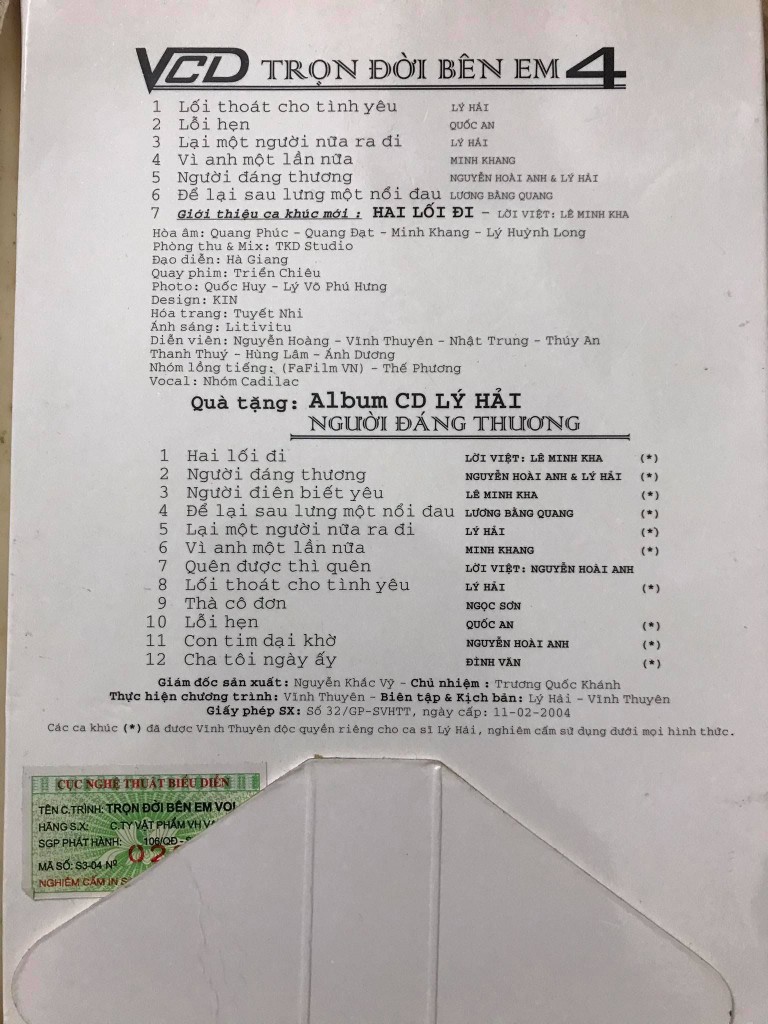 VCD TRỌN ĐỜI BÊN EM 4
1 Lối thoát cho tình yêu LÝ HẢI
2 Lỗi hẹn QUỐC AN
3 Lại một người nữa ra đi LÝ HẢI
4 Vì anh một lần nữa MINH KHANG
5 Người đáng thương NGUYỄN HOÀI ANH & LÝ HẢI
6 Để lại sau lưng một nổi đau LƯƠNG BẰNG QUANG
7 Giới thiệu ca khúc mới : HAI LỐI ĐI - LỜI VIỆT: LÊ MINH KHA
Hòa âm: Quang Phúc - Quang Đạt - Minh Khang - Lý Huỳnh Long
Phòng thu & Mix: TKD Studio
Đạo diễn: Hà Giang
Quay phim: Triển Chiêu
Photo: Quốc Huy - Lý Võ Phú Hưng
Design: KIN
Hóa trang: Tuyết Nhi
Ánh sáng: Litivitu
Diễn viên: Nguyễn Hoàng - Vĩnh Thuyên - Nhật Trung - Thúy An
Thanh Thuý - Hùng Lâm - Ánh Dương
Nhóm lồng tiếng: (FaFilm VN) - Thế Phương
Vocal: Nhóm Cadilac
Quà tặng: Album CD LÝ HẢI
NGƯỜI ĐÁNG THƯƠNG
1 Hai lối đi LỜI VIỆT: LÊ MINH KHA (*)
2 Người đáng thương NGUYỄN HOÀI ANH & LÝ HẢI (*)
3 Người điên biết yêu LÊ MINH KHA (*)
4 Để lại sau lưng một nổi đau LƯƠNG BẰNG QUANG (*)
5 Lại một người nữa ra đi LÝ HẢI (*)
6 Vì anh một lần nữa MINH KHANG (*)
7 Quên được thì quên LỜI VIỆT: NGUYỄN HOÀI ANH
8 Lối thoát cho tình yêu LÝ HẢI (*)
9 Thà cô đơn NGỌC SƠN
10 Lỗi hẹn QUỐC AN (*)
11 Con tim dại khờ NGUYỄN HOÀI ANH (*)
12 Cha tôi ngày ấy ĐÌNH VĂN (*)
Giám đốc sản xuất: Nguyễn Khắc Vỹ - Chủ nhiệm : Trương Quốc Khánh
Thực hiện chương trình: Vĩnh Thuyên - Biên tập & Kịch bản: Lý Hải - Vĩnh Thuyên
Giấy phép SX: Số 32/GP-SVHTT, ngày cấp: 11-02-2004
Các ca khúc (*) đã được Vĩnh Thuyên độc quyền riêng cho ca sĩ Lý Hải, nghiêm cấm sử dụng dưới mọi hình thức.
CỤC NGHỆ THUẬT BIỂU DIỄN
TÊN C.TRÌNH: TRỌN ĐỜI BÊN EM
HÃNG S.X: C.TY VẬT PHẨM VH
SGP PHÁT HÀNH: 106/QĐ
MÃ SỐ: S3-04 Nº 02
NGHIÊM CẤM IN